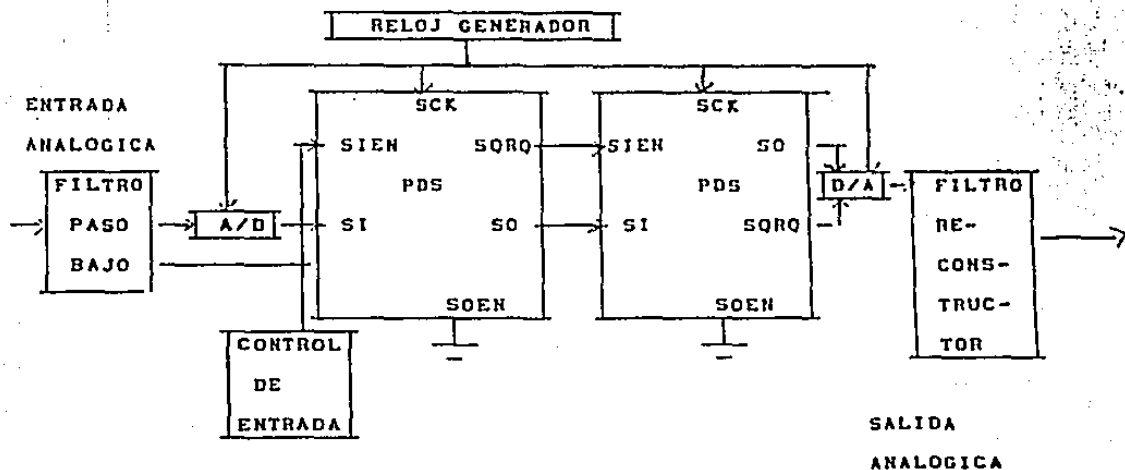 RELOJ GENERADOR
ENTRADA
ANALOGICA
FILTRO
PASO
BAJO
A/D
CONTROL
DE
ENTRADA
SCK
SIEN
SQRQ
PDS
SI
SO
SOEN
SCK
SIEN
SO
PDS
SI
SQRQ
SOEN
D/A
FILTRO
RE-
CONS-
TRUC-
TOR
SALIDA
ANALOGICA